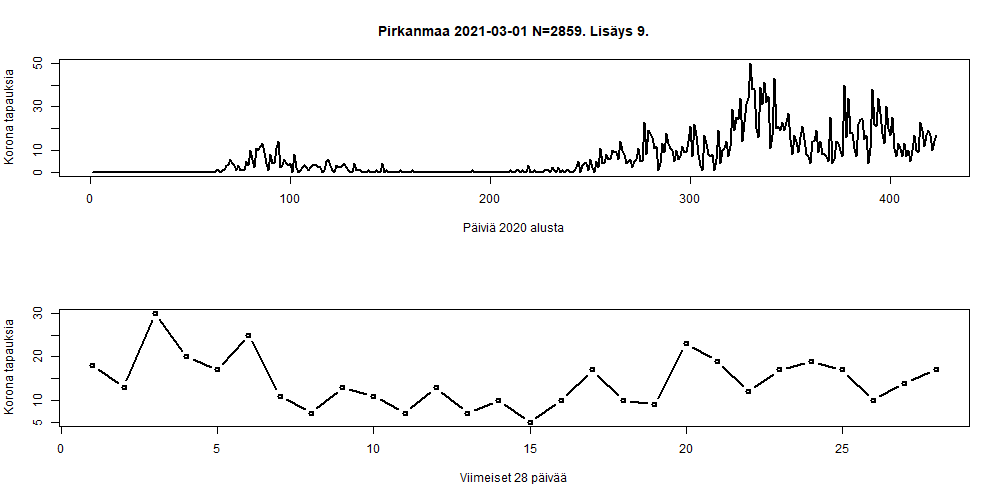 Pirkanmaa 2021-03-01 N=2859. Lisäys 9.
Korona tapauksia
50
30
10
0
0 100 200 300 400
Päiviä 2020 alusta
Korona tapauksia
30
20
10
5
0 5 10 15 20 25
Viimeiset 28 päivää